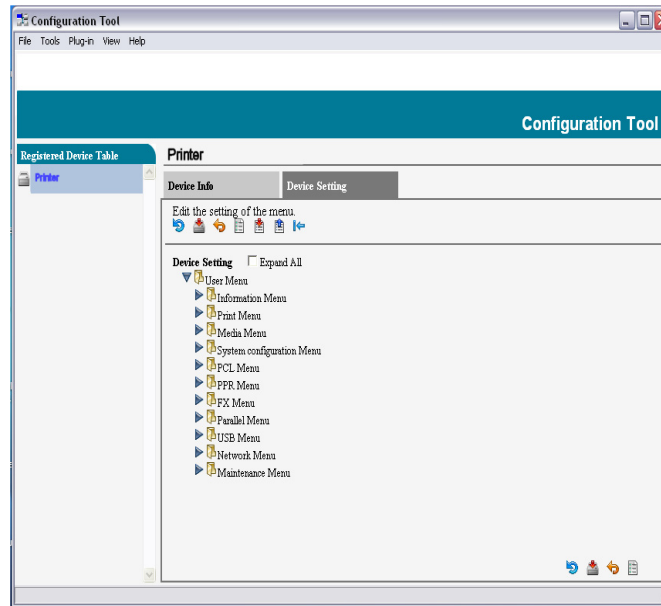 Configuration Tool
File Tools Plug-in View Help
Configuration Tool
Registered Device Table
Printer
Printer
Device Info Device Setting
Edit the setting of the menu.
Device Setting Expand All
User Menu
Information Menu
Print Menu
Media Menu
System configuration Menu
PCL Menu
PPR Menu
FX Menu
Parallel Menu
USB Menu
Network Menu
Maintenance Menu